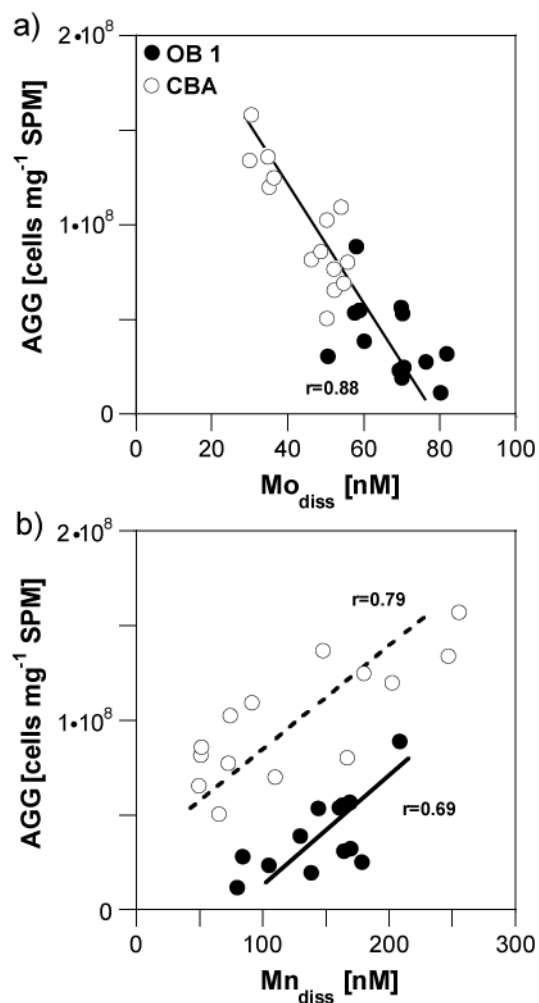 a)
2•10⁸
OB 1
CBA
1•10⁸
0
AGG [cells mg⁻¹ SPM]
r=0.88
0 20 40 60 80 100
Mo_diss [nM]
b)
2•10⁸
r=0.79
1•10⁸
r=0.69
0
AGG [cells mg⁻¹ SPM]
0 100 200 300
Mn_diss [nM]